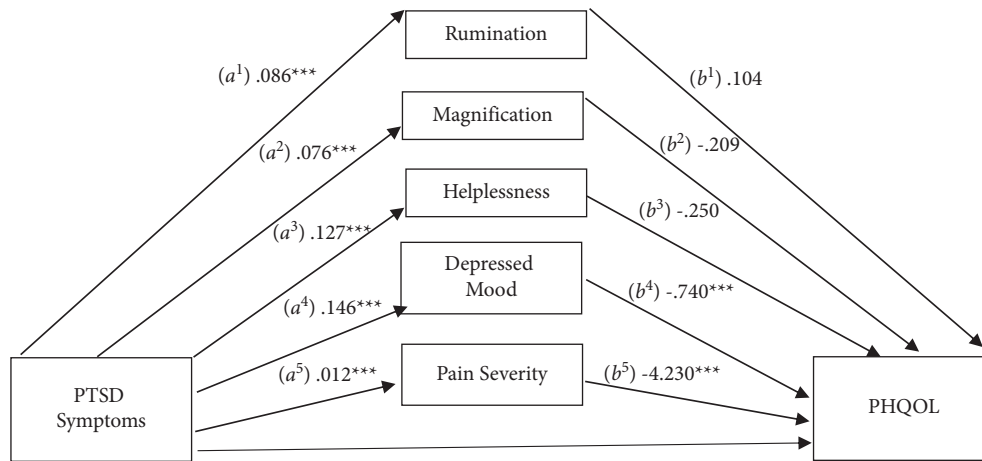 Rumination
(a¹) .086***
(b¹) .104
Magnification
(a²) .076***
(b²) -.209
Helplessness
(a³) .127***
(b³) -.250
Depressed
Mood
(a⁴) .146***
(b⁴) -.740***
Pain Severity
(a⁵) .012***
(b⁵) -4.230***
PTSD
Symptoms
PHQOL